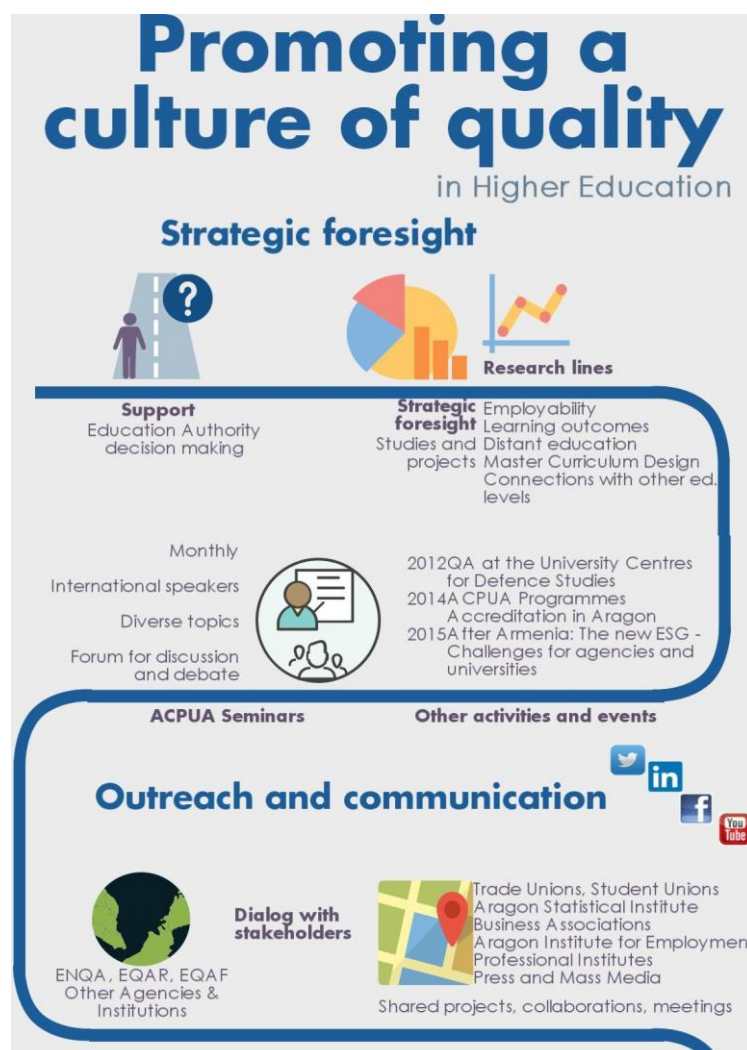 Promoting a
culture of quality
in Higher Education
Strategic foresight
?
Research lines
Support
Education Authority
decision making
Strategic
foresight
Studies and
projects
Employability
Learning outcomes
Distant education
Master Curriculum Design
Connections with other ed.
levels
Monthly
International speakers
Diverse topics
Forum for discussion
and debate
2012QA at the University Centres
for Defence Studies
2014ACPUA Programmes
Accreditation in Aragon
2015After Armenia: The new ESG -
Challenges for agencies and
universities
ACPUA Seminars
Other activities and events
in
f
You
Tube
Outreach and communication
Dialog with
stakeholders
ENQA, EQAR, EQAF
Other Agencies &
Institutions
Trade Unions, Student Unions
Aragon Statistical Institute
Business Associations
Aragon Institute for Employmen
Professional Institutes
Press and Mass Media
Shared projects, collaborations, meetings